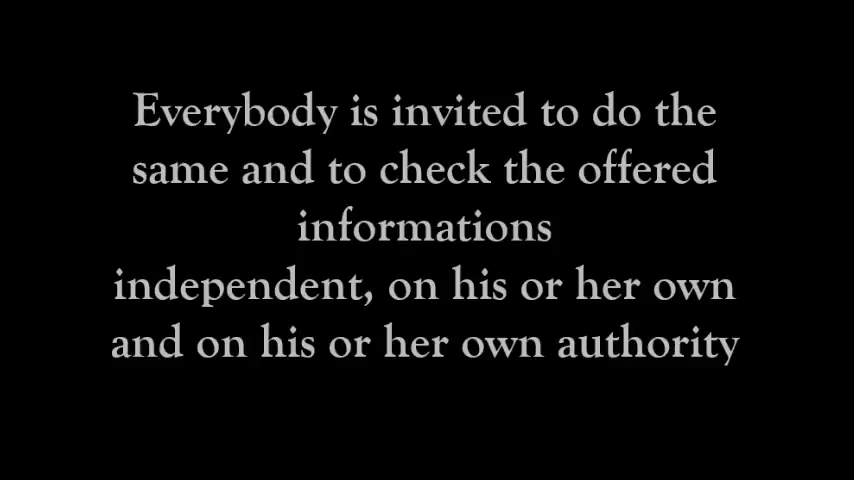 Everybody is invited to do the
same and to check the offered
informations
independent, on his or her own
and on his or her own authority